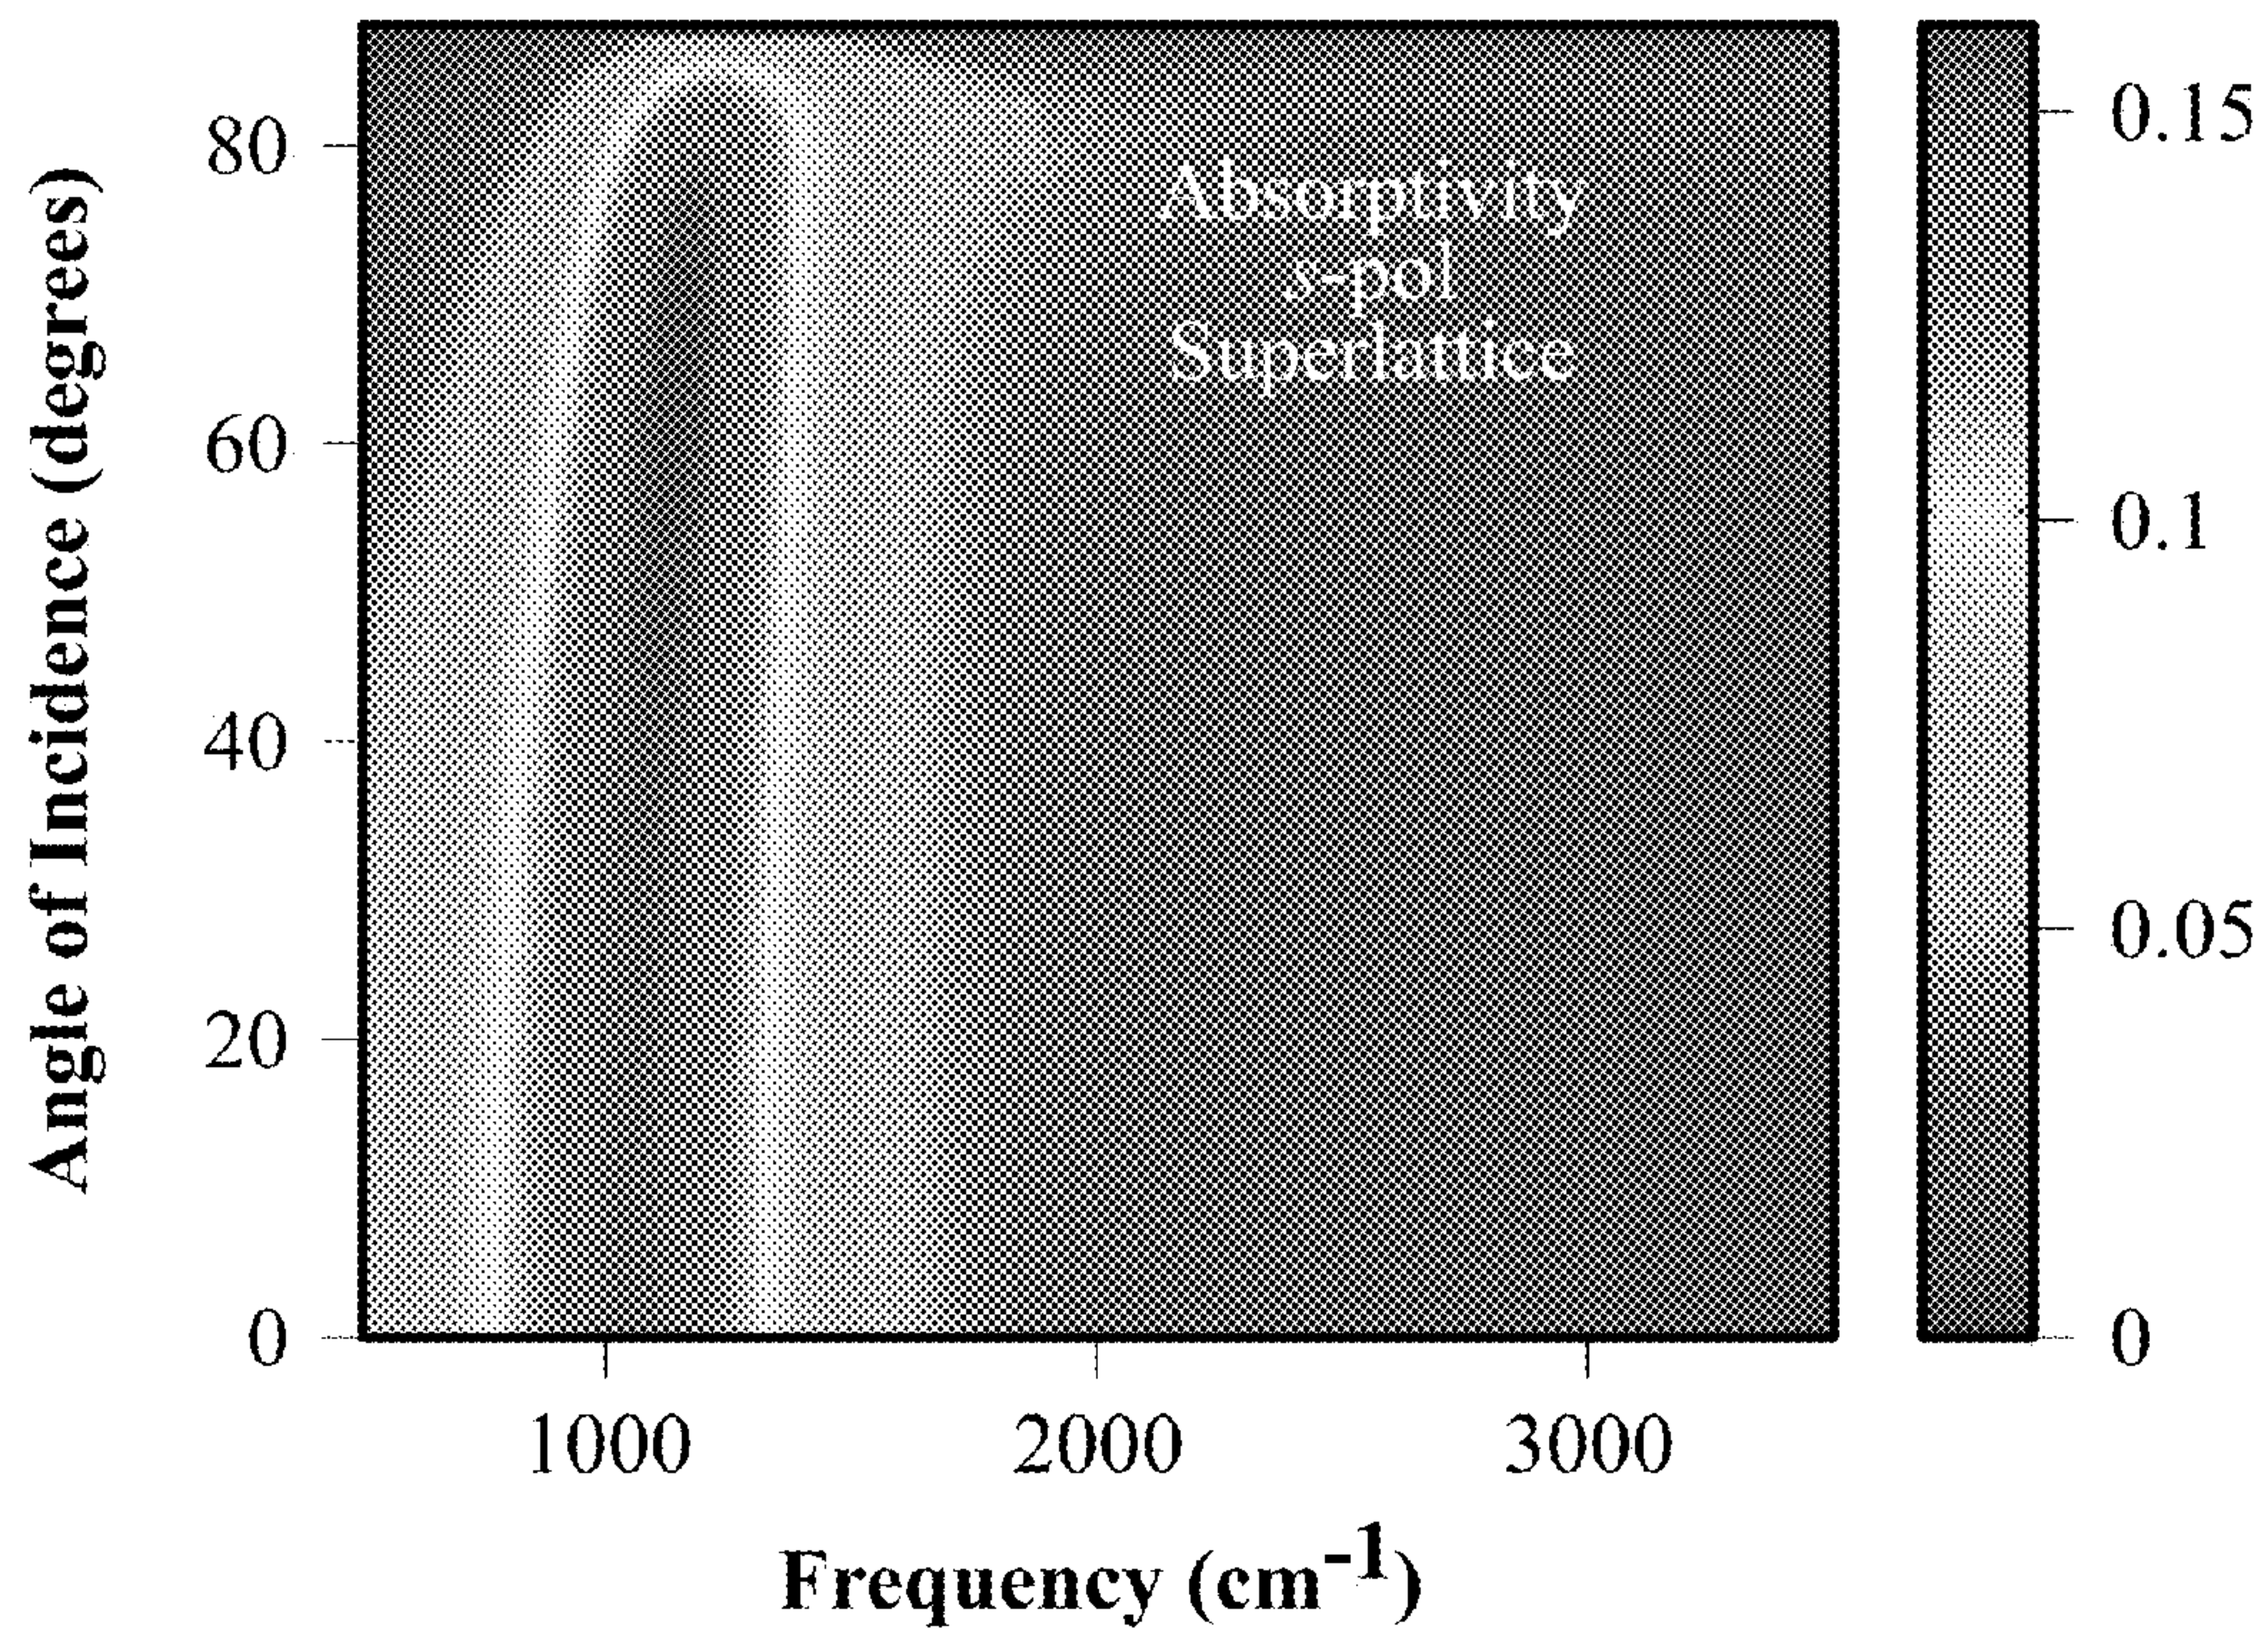 Angle of Incidence (degrees)
80
60
40
20
0
Absorptivity
s-pol
Superlattice
0.15
0.1
0.05
0
1000
2000
3000
Frequency (cm⁻¹)